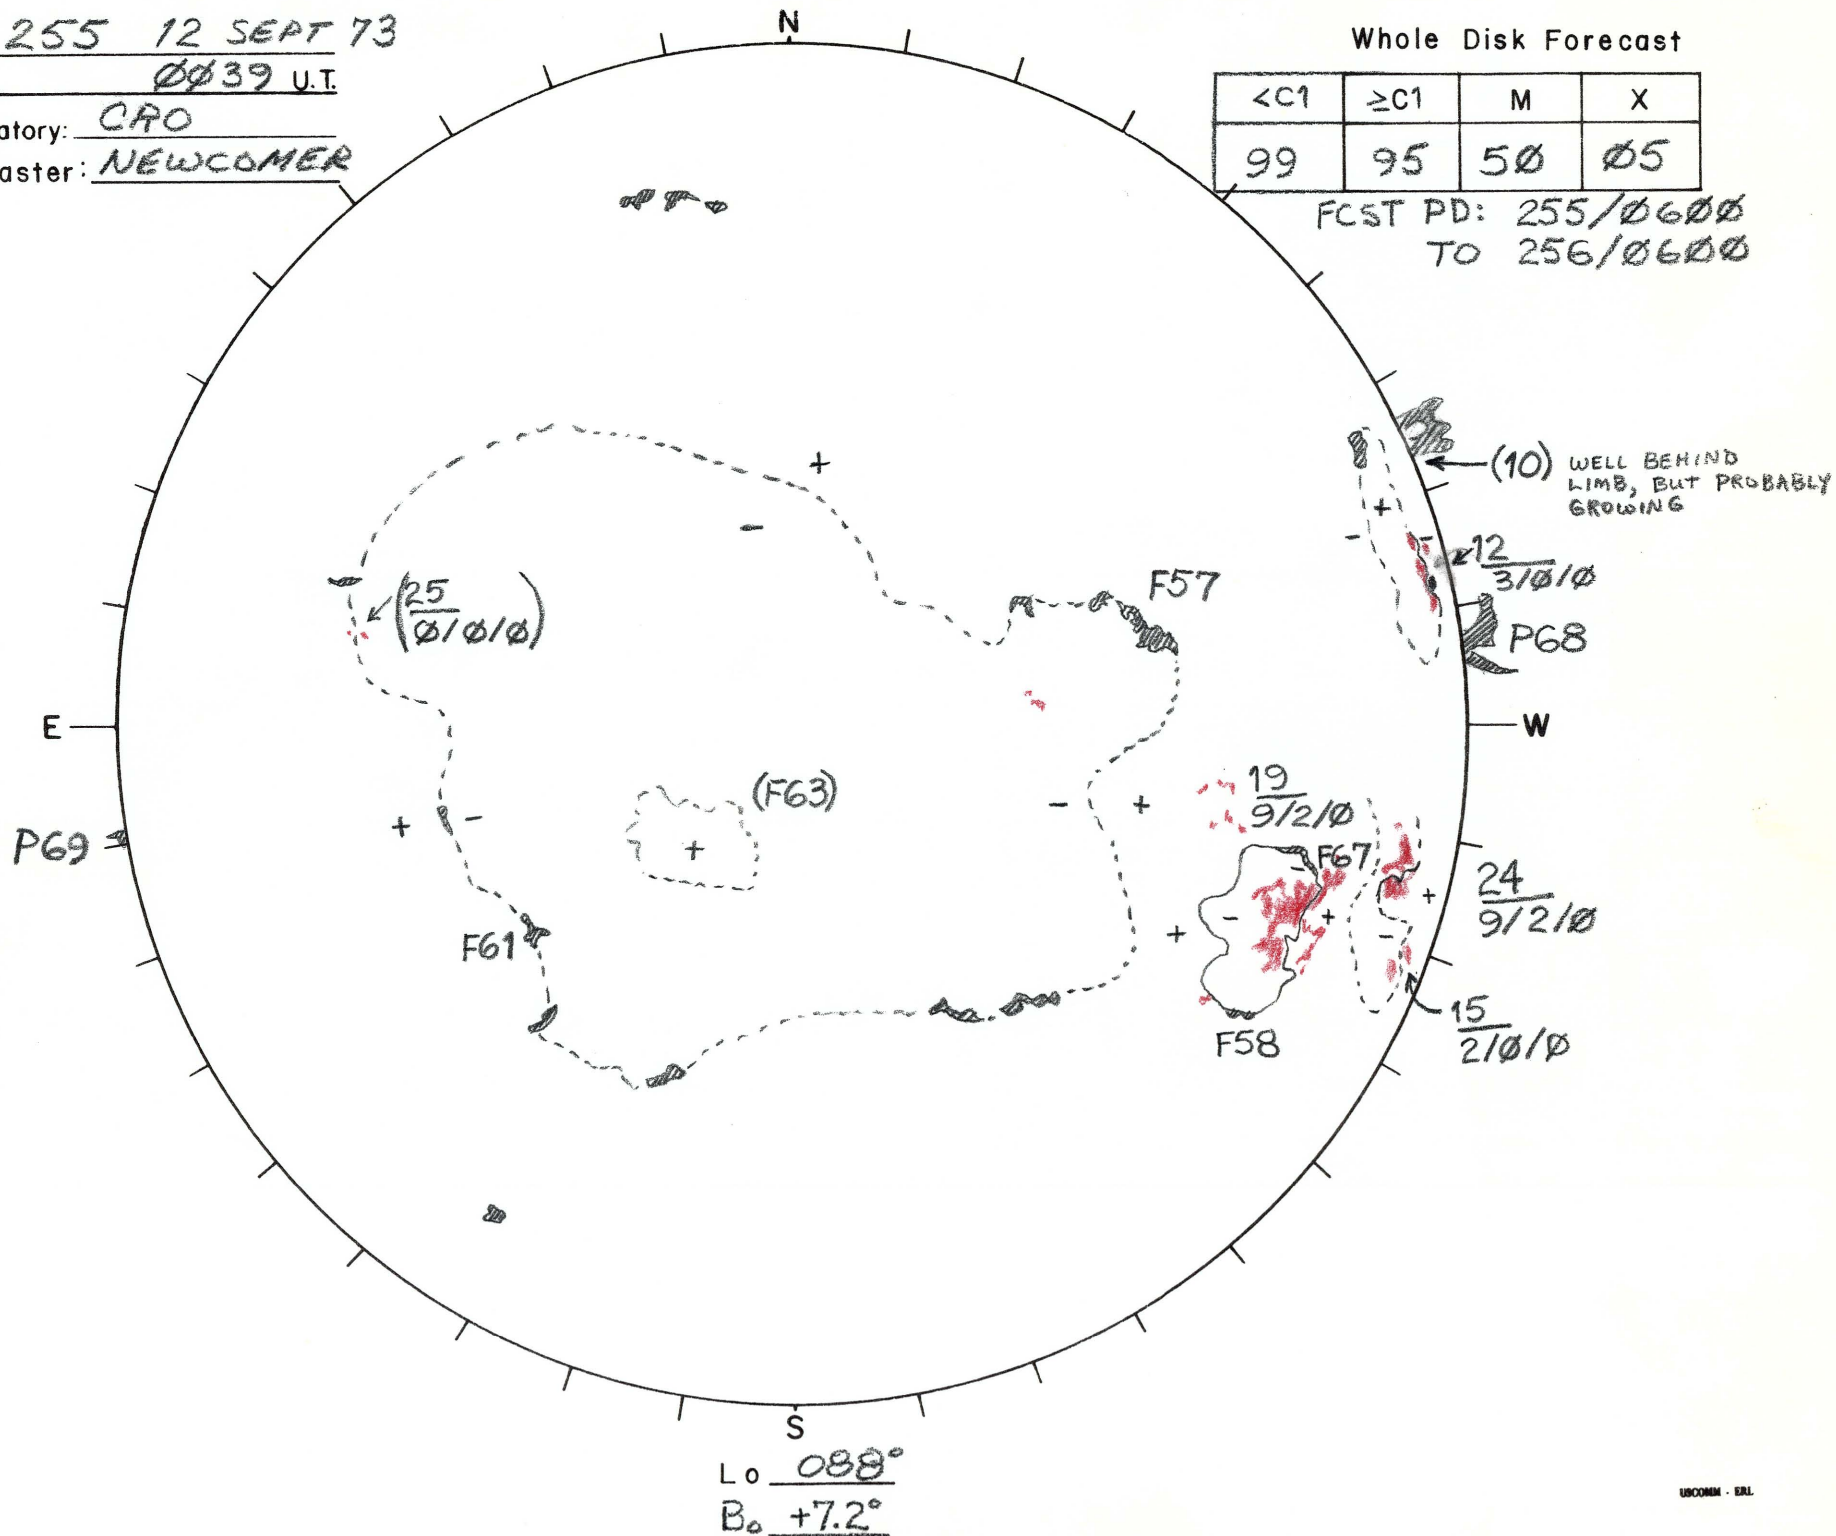 255 12 SEPT 73
ØØ39 U.T.
atory: CRO
aster: NEWCOMER
N
Whole Disk Forecast
<C1 ≥C1 M X
99 95 5Ø Ø5
FCST PD: 255/Ø6ØØ
TO 256/Ø6ØØ
+
-
(10) WELL BEHIND
LIMB, BUT PROBABLY
GROWING
+
- -
12
3/Ø/Ø
F57
(25
Ø/Ø/Ø)
P68
E
W
(F63)
19
9/2/Ø
- +
+ -
P69
+
F67
-
24
9/2/Ø
+
- +
+
-
F61
15
2/Ø/Ø
F58
S
Lo 088°
Bo +7.2°
USCOMM - ERL